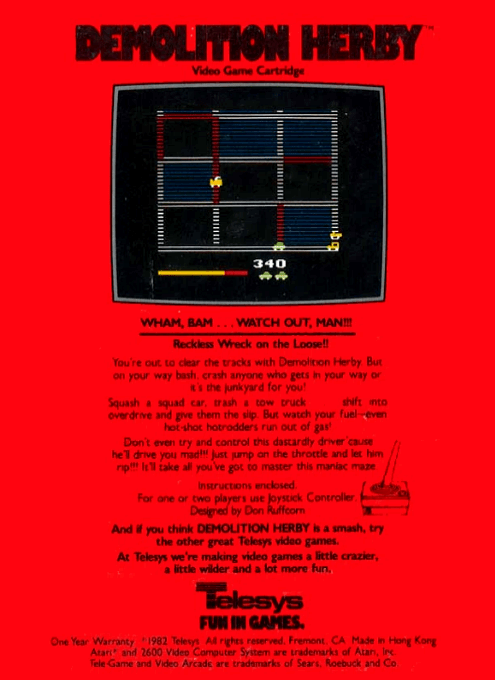 DEMOLITION HERBY™
Video Game Cartridge
340
WHAM, BAM . . . WATCH OUT, MAN!!!
Reckless Wreck on the Loose!!
You're out to clear the tracks with Demolition Herby. But
on your way bash, crash anyone who gets in your way or
it's the junkyard for you!
Squash a squad car, trash a tow truck shift into
overdrive and give them the slip. But watch your fuel—even
hot-shot hotrodders run out of gas!
Don't even try and control this dastardly driver 'cause
he'll drive you mad!!! Just jump on the throttle and let him
rip!!! It'll take all you've got to master this maniac maze.
Instructions enclosed.
For one or two players use Joystick Controller.
Designed by Don Ruffcorn
And if you think DEMOLITION HERBY is a smash, try
the other great Telesys video games.
At Telesys we're making video games a little crazier,
a little wilder and a lot more fun.
Telesys
FUN IN GAMES.
One Year Warranty. ©1982 Telesys. All rights reserved. Fremont, CA. Made in Hong Kong
Atari® and 2600 Video Computer System are trademarks of Atari, Inc.
Tele-Game and Video Arcade are trademarks of Sears, Roebuck and Co.